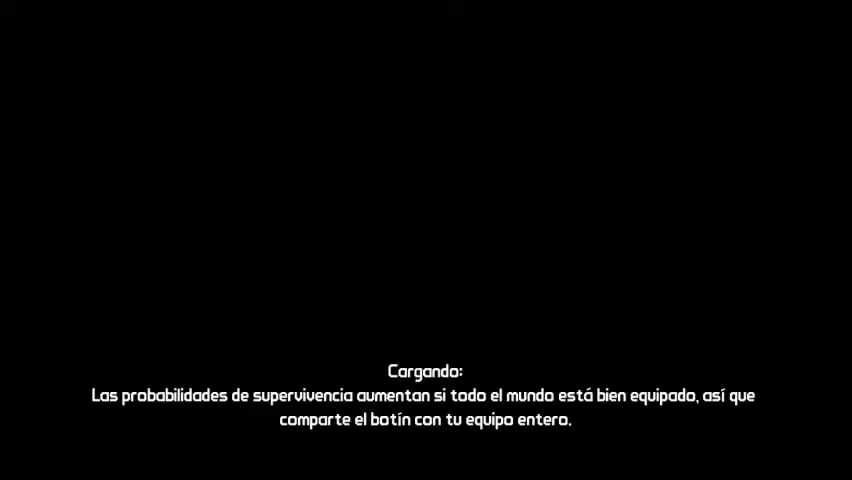 Cargando:
Las probabilidades de supervivencia aumentan si todo el mundo está bien equipado, así que
comparte el botín con tu equipo entero.